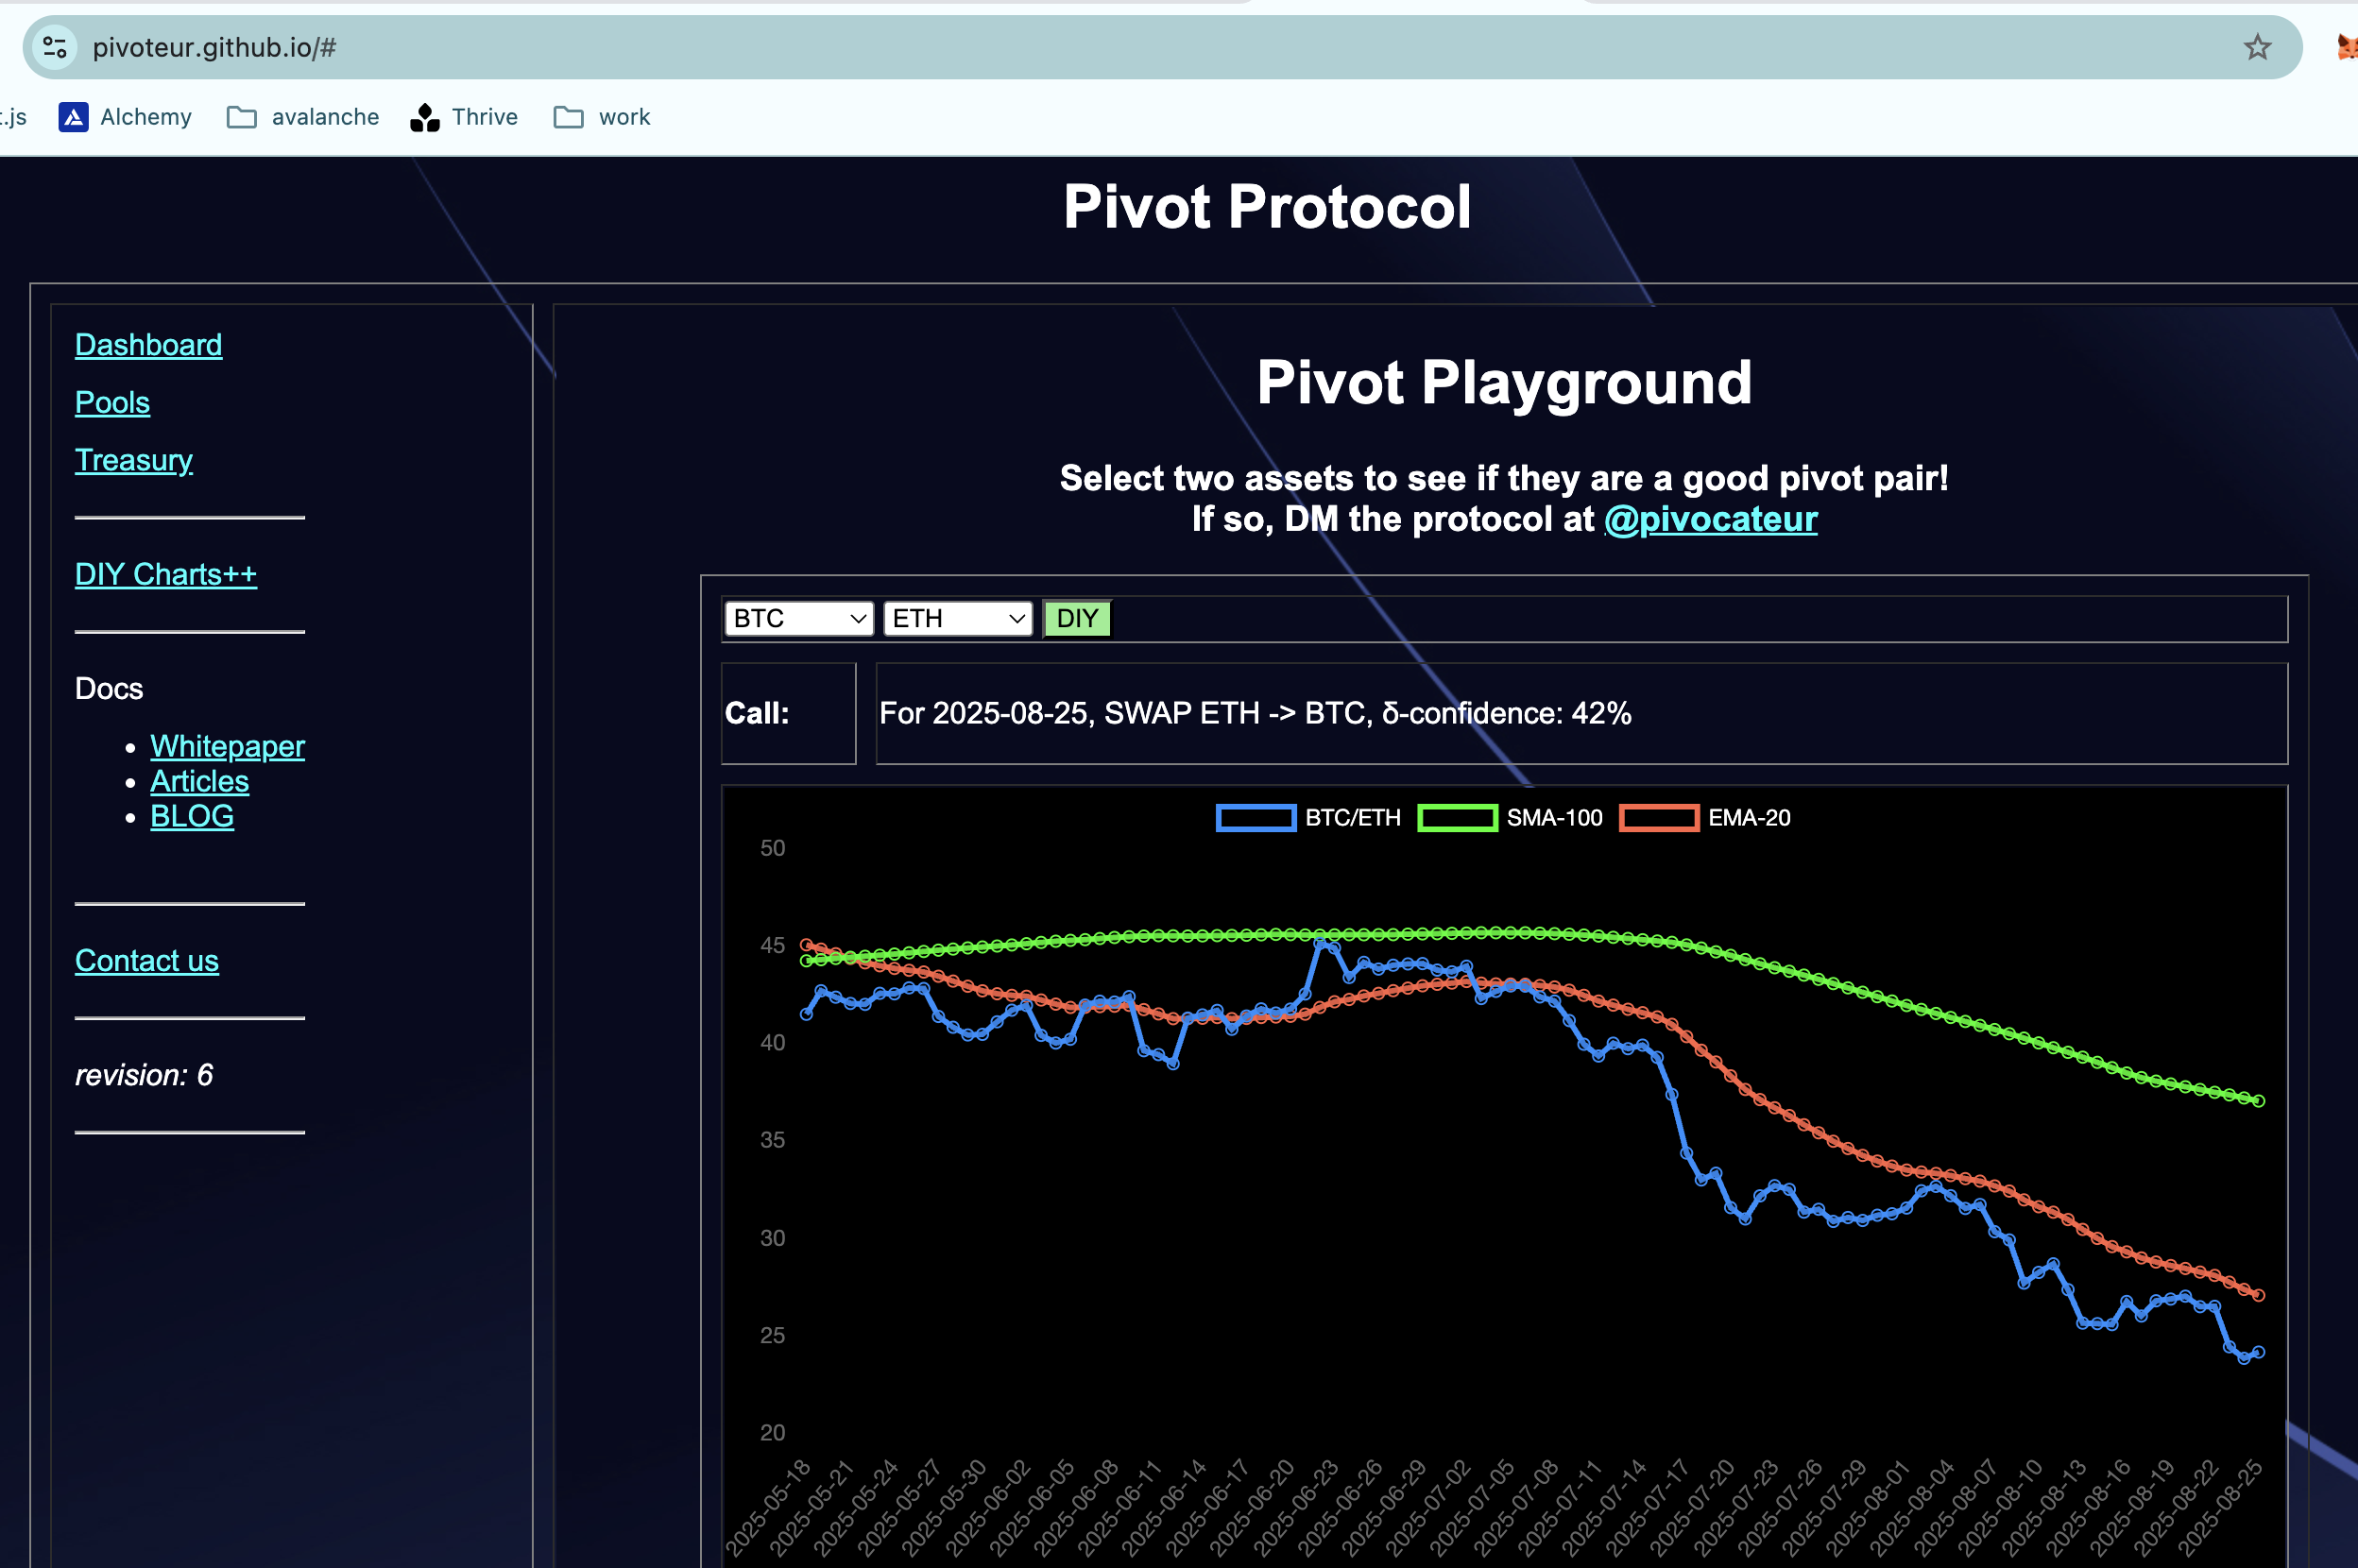 pivoteur.github.io/#
t.js Alchemy avalanche Thrive work
Pivot Protocol
Dashboard
Pools
Treasury
DIY Charts++
Docs
Whitepaper
Articles
BLOG
Contact us
revision: 6
Pivot Playground
Select two assets to see if they are a good pivot pair!
If so, DM the protocol at @pivocateur
BTC ETH DIY
Call: For 2025-08-25, SWAP ETH -> BTC, δ-confidence: 42%
BTC/ETH SMA-100 EMA-20
50
45
40
35
30
25
20
2025-05-18 2025-05-21 2025-05-24 2025-05-27 2025-05-30 2025-06-02 2025-06-05 2025-06-08 2025-06-11 2025-06-14 2025-06-17 2025-06-20 2025-06-23 2025-06-26 2025-06-29 2025-07-02 2025-07-05 2025-07-08 2025-07-11 2025-07-14 2025-07-17 2025-07-20 2025-07-23 2025-07-26 2025-07-29 2025-08-01 2025-08-04 2025-08-07 2025-08-10 2025-08-13 2025-08-16 2025-08-19 2025-08-22 2025-08-25